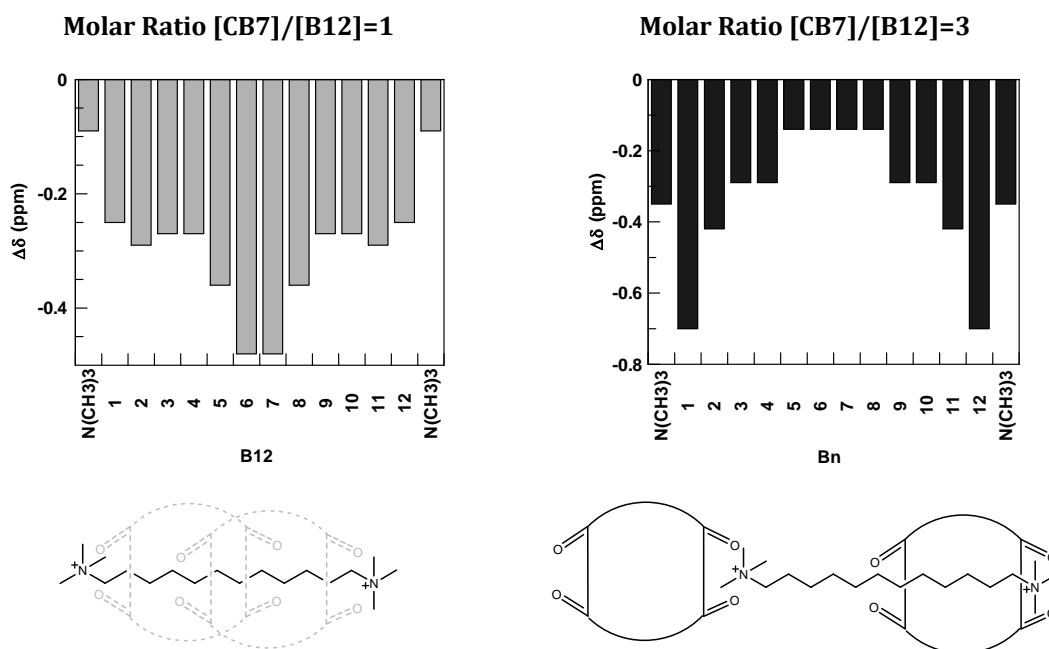 Molar Ratio [CB7]/[B12]=1
0
-0.2
-0.4
Δδ (ppm)
N(CH3)3
1
2
3
4
5
6
7
8
9
10
11
12
N(CH3)3
B12
Molar Ratio [CB7]/[B12]=3
0
-0.2
-0.4
-0.6
-0.8
Δδ (ppm)
N(CH3)3
1
2
3
4
5
6
7
8
9
10
11
12
N(CH3)3
Bn
O
O
O
O
+N
+N
O
O
O
O
O
O
O
O
+N
+N
O
O
O
O